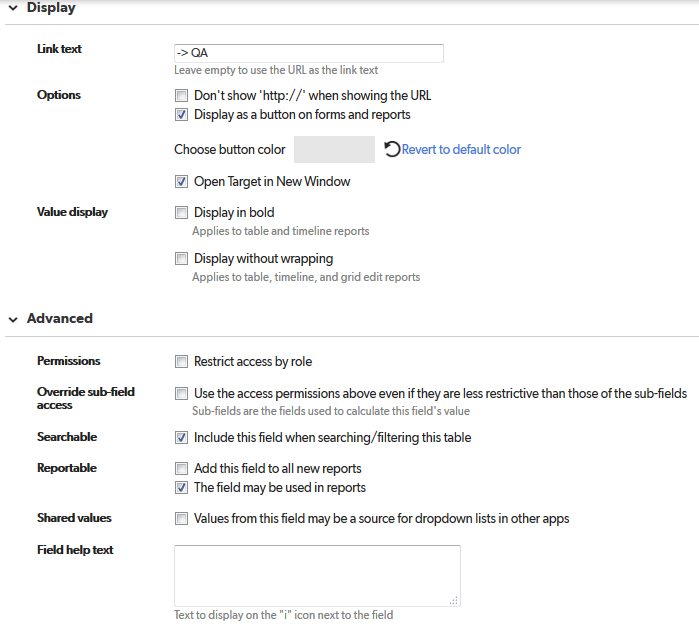 Display
Link text
-> QA
Leave empty to use the URL as the link text
Options
Don't show 'http://' when showing the URL
Display as a button on forms and reports
Choose button color
Revert to default color
Open Target in New Window
Value display
Display in bold
Applies to table and timeline reports
Display without wrapping
Applies to table, timeline, and grid edit reports
Advanced
Permissions
Restrict access by role
Override sub-field
access
Use the access permissions above even if they are less restrictive than those of the sub-fields
Sub-fields are the fields used to calculate this field's value
Searchable
Include this field when searching/filtering this table
Reportable
Add this field to all new reports
The field may be used in reports
Shared values
Values from this field may be a source for dropdown lists in other apps
Field help text
Text to display on the "i" icon next to the field